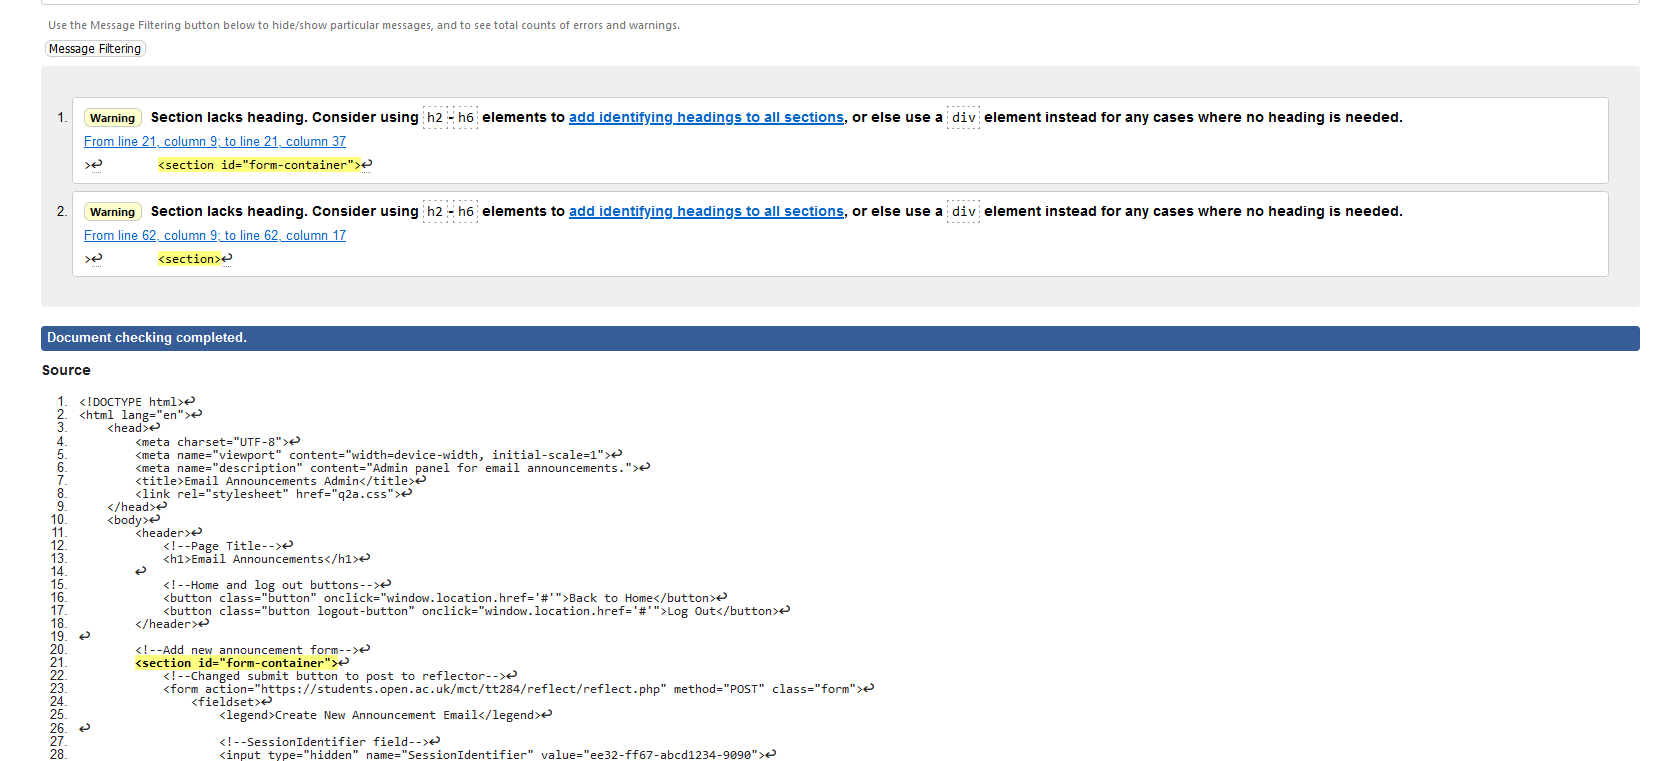 Use the Message Filtering button below to hide/show particular messages, and to see total counts of errors and warnings.
Message Filtering
1. Warning Section lacks heading. Consider using h2-h6 elements to add identifying headings to all sections, or else use a div element instead for any cases where no heading is needed.
From line 21, column 9; to line 21, column 37
>↩ <section id="form-container">↩
2. Warning Section lacks heading. Consider using h2-h6 elements to add identifying headings to all sections, or else use a div element instead for any cases where no heading is needed.
From line 62, column 9; to line 62, column 17
>↩ <section>↩
Document checking completed.
Source
1. <!DOCTYPE html>↩
2. <html lang="en">↩
3. <head>↩
4. <meta charset="UTF-8">↩
5. <meta name="viewport" content="width=device-width, initial-scale=1">↩
6. <meta name="description" content="Admin panel for email announcements.">↩
7. <title>Email Announcements Admin</title>↩
8. <link rel="stylesheet" href="q2a.css">↩
9. </head>↩
10. <body>↩
11. <header>↩
12. <!--Page Title-->↩
13. <h1>Email Announcements</h1>↩
14. ↩
15. <!--Home and log out buttons-->↩
16. <button class="button" onclick="window.location.href='#'">Back to Home</button>↩
17. <button class="button logout-button" onclick="window.location.href='#'">Log Out</button>↩
18. </header>↩
19. ↩
20. <!--Add new announcement form-->↩
21. <section id="form-container">↩
22. <!--Changed submit button to post to reflector-->↩
23. <form action="https://students.open.ac.uk/mct/tt284/reflect/reflect.php" method="POST" class="form">↩
24. <fieldset>↩
25. <legend>Create New Announcement Email</legend>↩
26. ↩
27. <!--SessionIdentifier field-->↩
28. <input type="hidden" name="SessionIdentifier" value="ee32-ff67-abcd1234-9090">↩